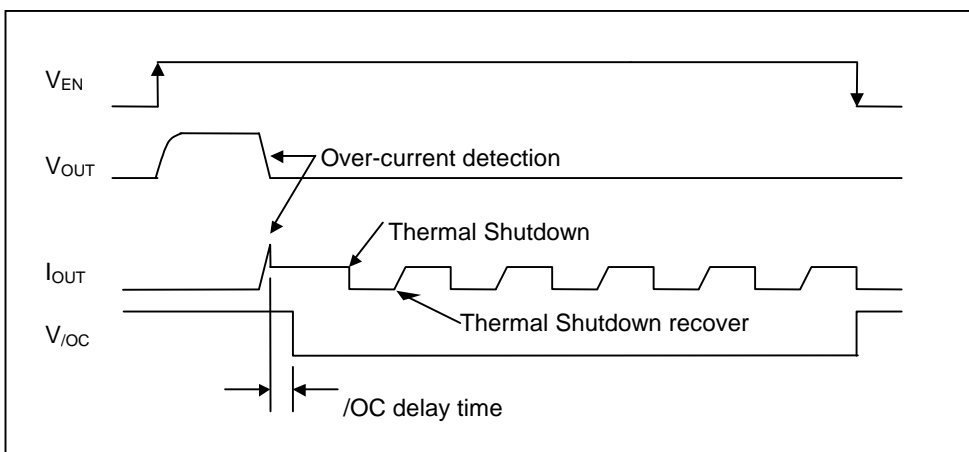 VEN
VOUT
Over-current detection
Thermal Shutdown
IOUT
Thermal Shutdown recover
V/OC
/OC delay time